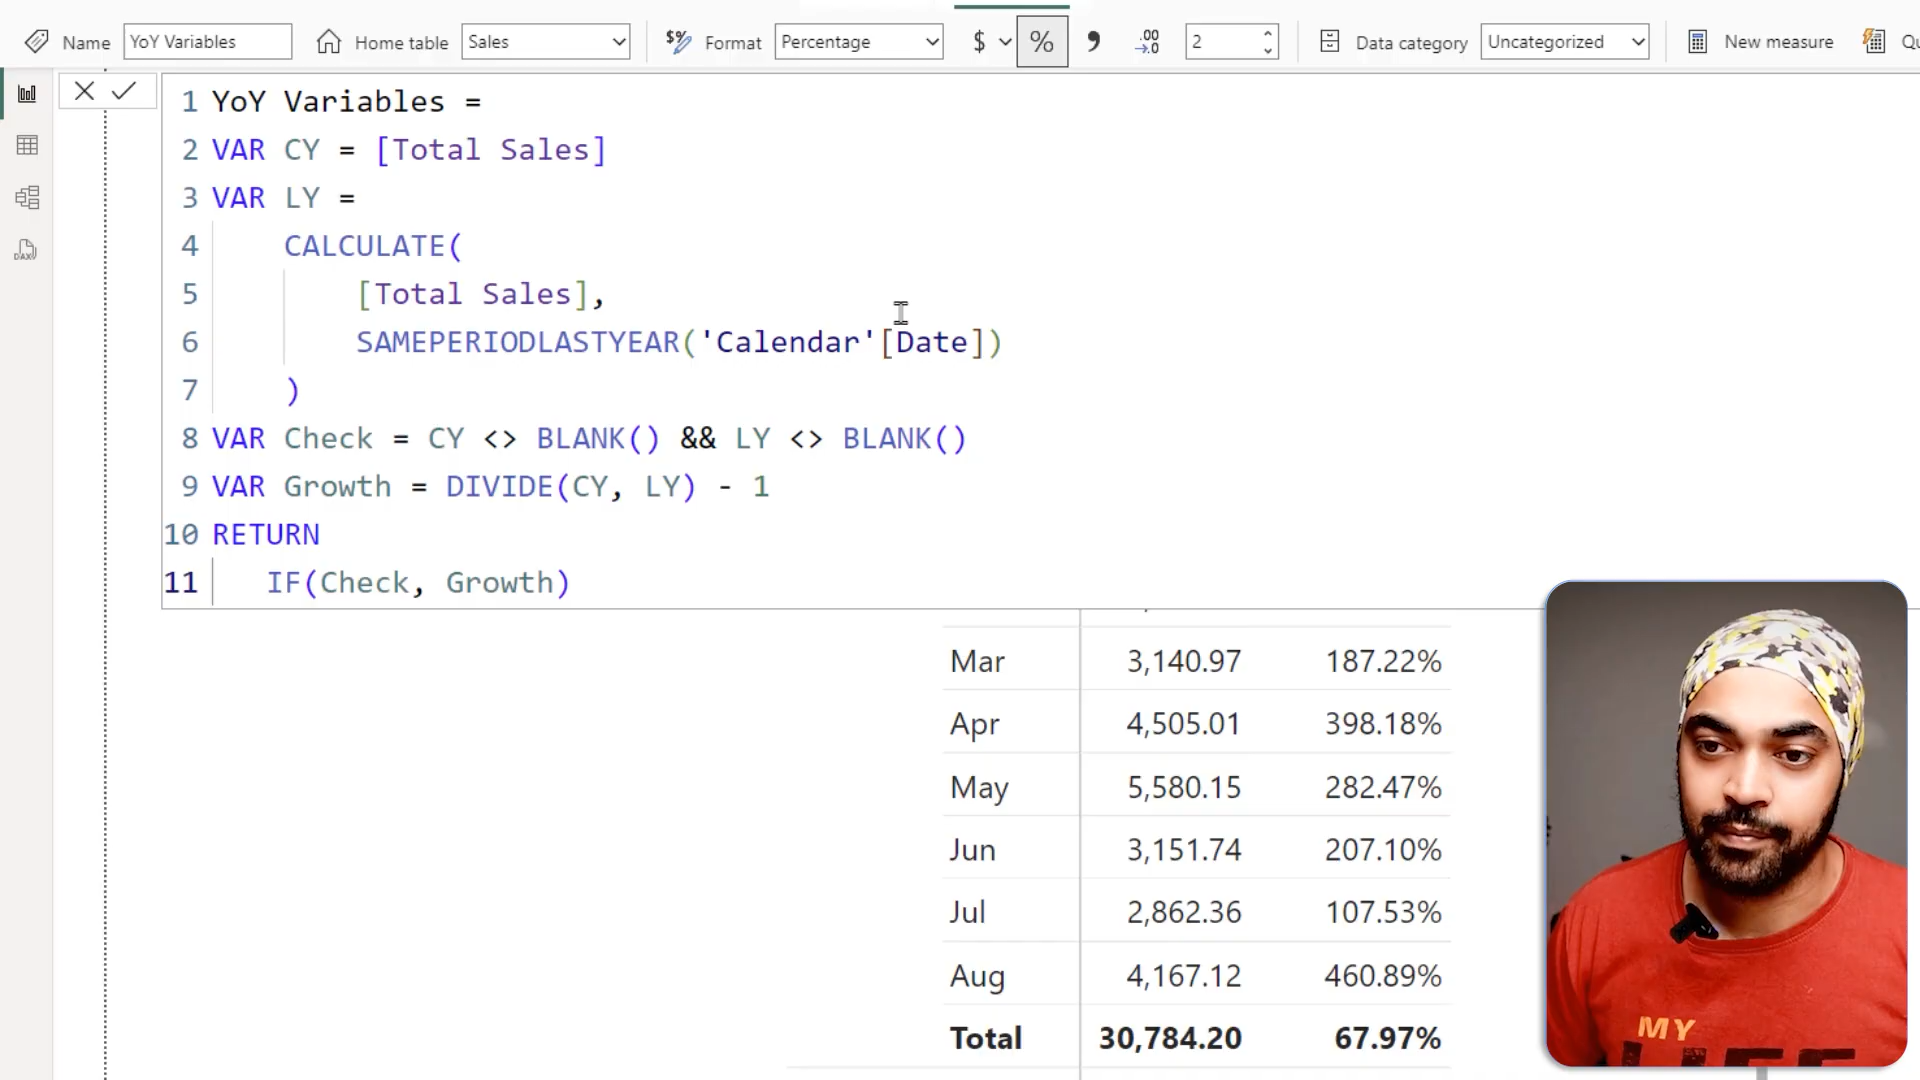 Name YoY Variables Home table Sales Format Percentage $ % , .00 .0 2 Data category Uncategorized New measure
1 YoY Variables =
2 VAR CY = [Total Sales]
3 VAR LY =
4 CALCULATE(
5 [Total Sales],
6 SAMEPERIODLASTYEAR('Calendar'[Date])
7 )
8 VAR Check = CY <> BLANK() && LY <> BLANK()
9 VAR Growth = DIVIDE(CY, LY) - 1
10 RETURN
11 IF(Check, Growth)
DAX
Mar 3,140.97 187.22%
Apr 4,505.01 398.18%
May 5,580.15 282.47%
Jun 3,151.74 207.10%
Jul 2,862.36 107.53%
Aug 4,167.12 460.89%
Total 30,784.20 67.97%
MY